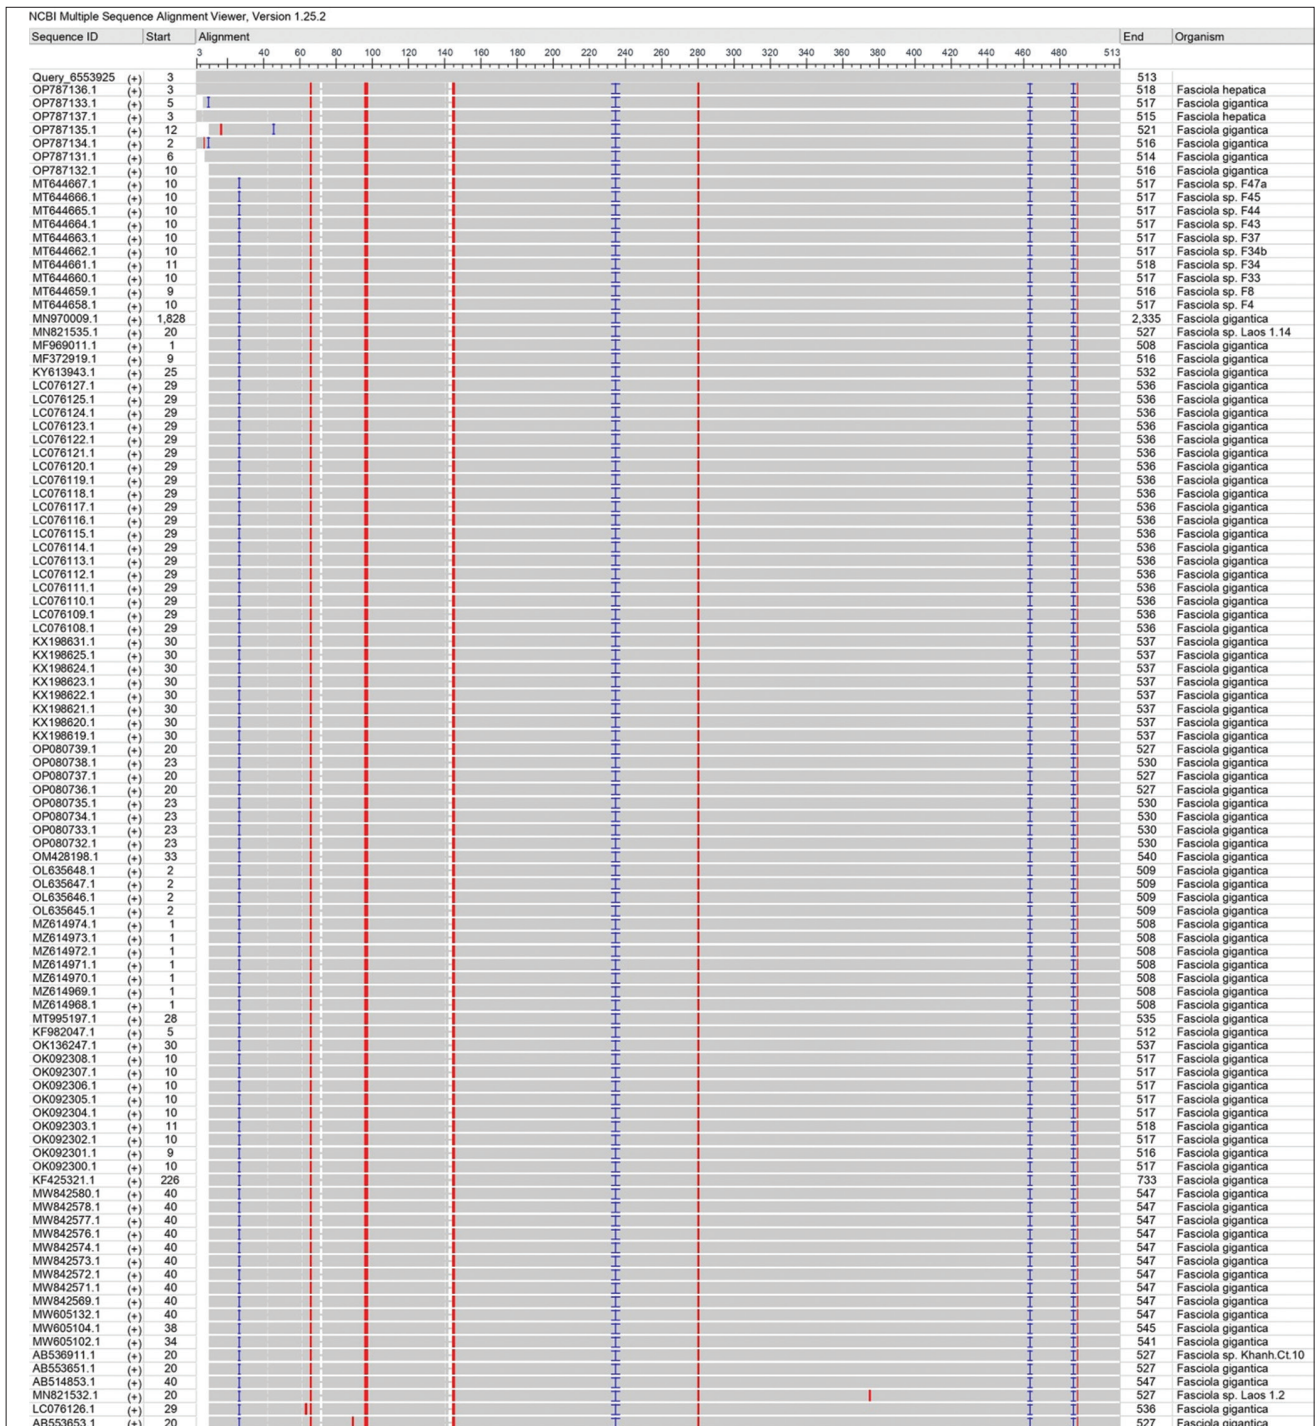 NCBI Multiple Sequence Alignment Viewer, Version 1.25.2
Sequence ID Start Alignment End Organism
3 40 60 80 100 120 140 160 180 200 220 240 260 280 300 320 340 360 380 400 420 440 460 480 513
Query_6553925 (+) 3 513
OP787136.1 (+) 3 518 Fasciola hepatica
OP787133.1 (+) 5 517 Fasciola gigantica
OP787137.1 (+) 3 515 Fasciola hepatica
OP787135.1 (+) 12 521 Fasciola gigantica
OP787134.1 (+) 2 516 Fasciola gigantica
OP787131.1 (+) 6 514 Fasciola gigantica
OP787132.1 (+) 10 516 Fasciola gigantica
MT644667.1 (+) 10 517 Fasciola sp. F47a
MT644666.1 (+) 10 517 Fasciola sp. F45
MT644665.1 (+) 10 517 Fasciola sp. F44
MT644664.1 (+) 10 517 Fasciola sp. F43
MT644663.1 (+) 10 517 Fasciola sp. F37
MT644662.1 (+) 10 517 Fasciola sp. F34b
MT644661.1 (+) 11 518 Fasciola sp. F34
MT644660.1 (+) 10 517 Fasciola sp. F33
MT644659.1 (+) 9 516 Fasciola sp. F8
MT644658.1 (+) 10 517 Fasciola sp. F4
MN970009.1 (+) 1,828 2,335 Fasciola gigantica
MN821535.1 (+) 20 527 Fasciola sp. Laos 1.14
MF969011.1 (+) 1 508 Fasciola gigantica
MF372919.1 (+) 9 516 Fasciola gigantica
KY613943.1 (+) 25 532 Fasciola gigantica
LC076127.1 (+) 29 536 Fasciola gigantica
LC076125.1 (+) 29 536 Fasciola gigantica
LC076124.1 (+) 29 536 Fasciola gigantica
LC076123.1 (+) 29 536 Fasciola gigantica
LC076122.1 (+) 29 536 Fasciola gigantica
LC076121.1 (+) 29 536 Fasciola gigantica
LC076120.1 (+) 29 536 Fasciola gigantica
LC076119.1 (+) 29 536 Fasciola gigantica
LC076118.1 (+) 29 536 Fasciola gigantica
LC076117.1 (+) 29 536 Fasciola gigantica
LC076116.1 (+) 29 536 Fasciola gigantica
LC076115.1 (+) 29 536 Fasciola gigantica
LC076114.1 (+) 29 536 Fasciola gigantica
LC076113.1 (+) 29 536 Fasciola gigantica
LC076112.1 (+) 29 536 Fasciola gigantica
LC076111.1 (+) 29 536 Fasciola gigantica
LC076110.1 (+) 29 536 Fasciola gigantica
LC076109.1 (+) 29 536 Fasciola gigantica
LC076108.1 (+) 29 536 Fasciola gigantica
KX198631.1 (+) 30 537 Fasciola gigantica
KX198625.1 (+) 30 537 Fasciola gigantica
KX198624.1 (+) 30 537 Fasciola gigantica
KX198623.1 (+) 30 537 Fasciola gigantica
KX198622.1 (+) 30 537 Fasciola gigantica
KX198621.1 (+) 30 537 Fasciola gigantica
KX198620.1 (+) 30 537 Fasciola gigantica
KX198619.1 (+) 30 537 Fasciola gigantica
OP080739.1 (+) 20 527 Fasciola gigantica
OP080738.1 (+) 23 530 Fasciola gigantica
OP080737.1 (+) 20 527 Fasciola gigantica
OP080736.1 (+) 20 527 Fasciola gigantica
OP080735.1 (+) 23 530 Fasciola gigantica
OP080734.1 (+) 23 530 Fasciola gigantica
OP080733.1 (+) 23 530 Fasciola gigantica
OP080732.1 (+) 23 530 Fasciola gigantica
OM428198.1 (+) 33 540 Fasciola gigantica
OL635648.1 (+) 2 509 Fasciola gigantica
OL635647.1 (+) 2 509 Fasciola gigantica
OL635646.1 (+) 2 509 Fasciola gigantica
OL635645.1 (+) 2 509 Fasciola gigantica
MZ614974.1 (+) 1 508 Fasciola gigantica
MZ614973.1 (+) 1 508 Fasciola gigantica
MZ614972.1 (+) 1 508 Fasciola gigantica
MZ614971.1 (+) 1 508 Fasciola gigantica
MZ614970.1 (+) 1 508 Fasciola gigantica
MZ614969.1 (+) 1 508 Fasciola gigantica
MZ614968.1 (+) 1 508 Fasciola gigantica
MT995197.1 (+) 28 535 Fasciola gigantica
KF982047.1 (+) 5 512 Fasciola gigantica
OK136247.1 (+) 30 537 Fasciola gigantica
OK092308.1 (+) 10 517 Fasciola gigantica
OK092307.1 (+) 10 517 Fasciola gigantica
OK092306.1 (+) 10 517 Fasciola gigantica
OK092305.1 (+) 10 517 Fasciola gigantica
OK092304.1 (+) 10 517 Fasciola gigantica
OK092303.1 (+) 11 518 Fasciola gigantica
OK092302.1 (+) 10 517 Fasciola gigantica
OK092301.1 (+) 9 516 Fasciola gigantica
OK092300.1 (+) 10 517 Fasciola gigantica
KF425321.1 (+) 226 733 Fasciola gigantica
MW842580.1 (+) 40 547 Fasciola gigantica
MW842578.1 (+) 40 547 Fasciola gigantica
MW842577.1 (+) 40 547 Fasciola gigantica
MW842576.1 (+) 40 547 Fasciola gigantica
MW842574.1 (+) 40 547 Fasciola gigantica
MW842573.1 (+) 40 547 Fasciola gigantica
MW842572.1 (+) 40 547 Fasciola gigantica
MW842571.1 (+) 40 547 Fasciola gigantica
MW842569.1 (+) 40 547 Fasciola gigantica
MW605132.1 (+) 40 547 Fasciola gigantica
MW605104.1 (+) 38 545 Fasciola gigantica
MW605102.1 (+) 34 541 Fasciola gigantica
AB536911.1 (+) 20 527 Fasciola sp. Khanh.Ct.10
AB553651.1 (+) 20 527 Fasciola gigantica
AB514853.1 (+) 40 547 Fasciola gigantica
MN821532.1 (+) 20 527 Fasciola sp. Laos 1.2
LC076126.1 (+) 29 536 Fasciola gigantica
AB553653.1 (+) 20 527 Fasciola gigantica